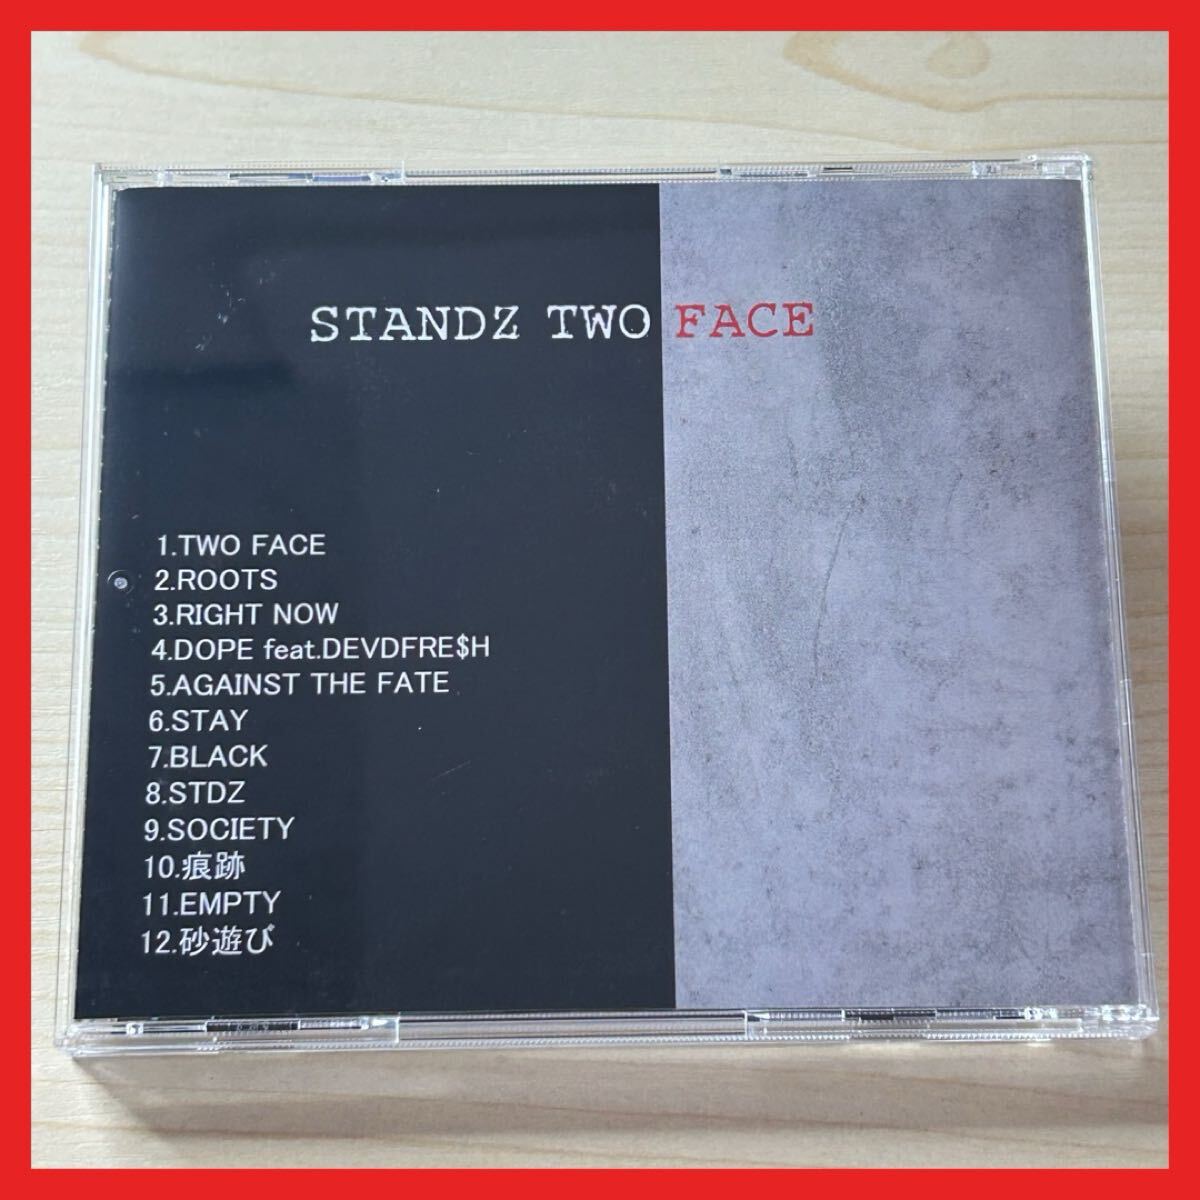 STANDZ TWO FACE
1.TWO FACE
2.ROOTS
3.RIGHT NOW
4.DOPE feat.DEVDFRE$H
5.AGAINST THE FATE
6.STAY
7.BLACK
8.STDZ
9.SOCIETY
10.痕跡
11.EMPTY
12.砂遊び